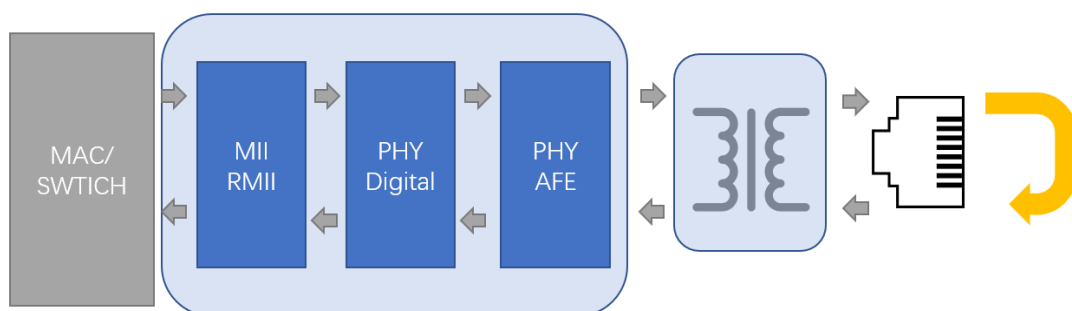 MAC/
SWTICH
MII
RMII
PHY
Digital
PHY
AFE